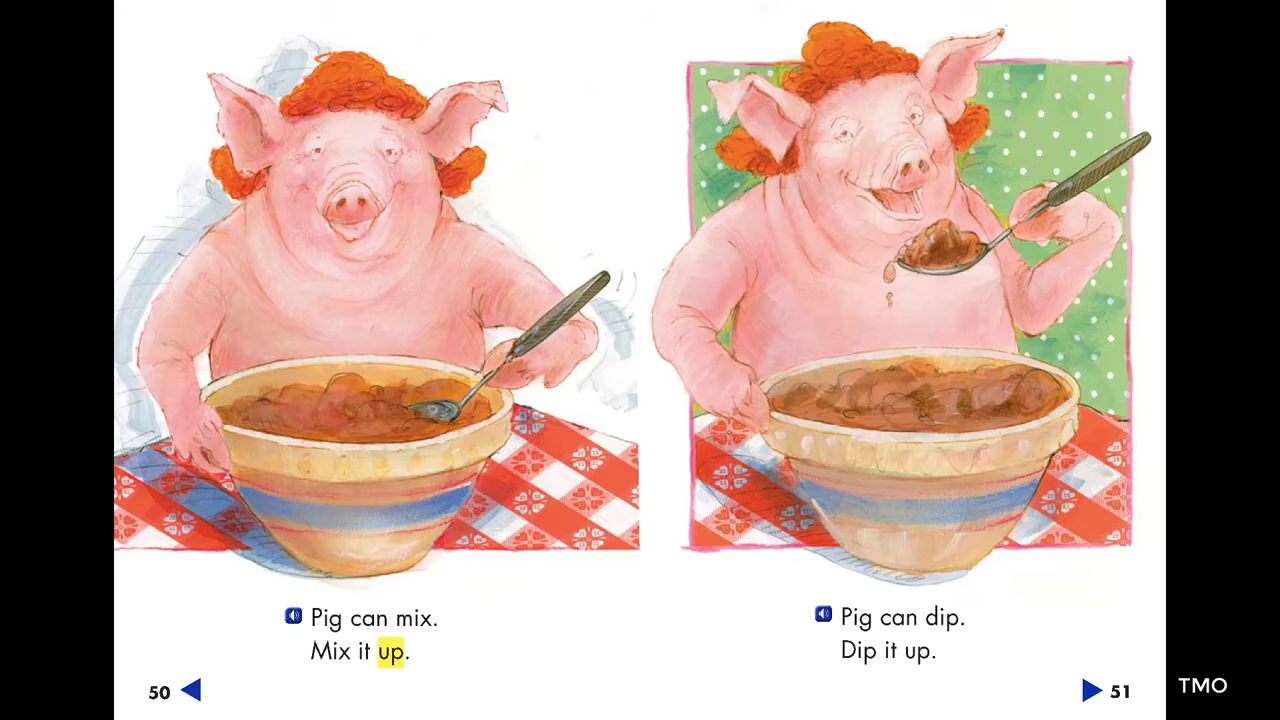 Pig can mix.
Mix it up.
50
Pig can dip.
Dip it up.
51
TMO